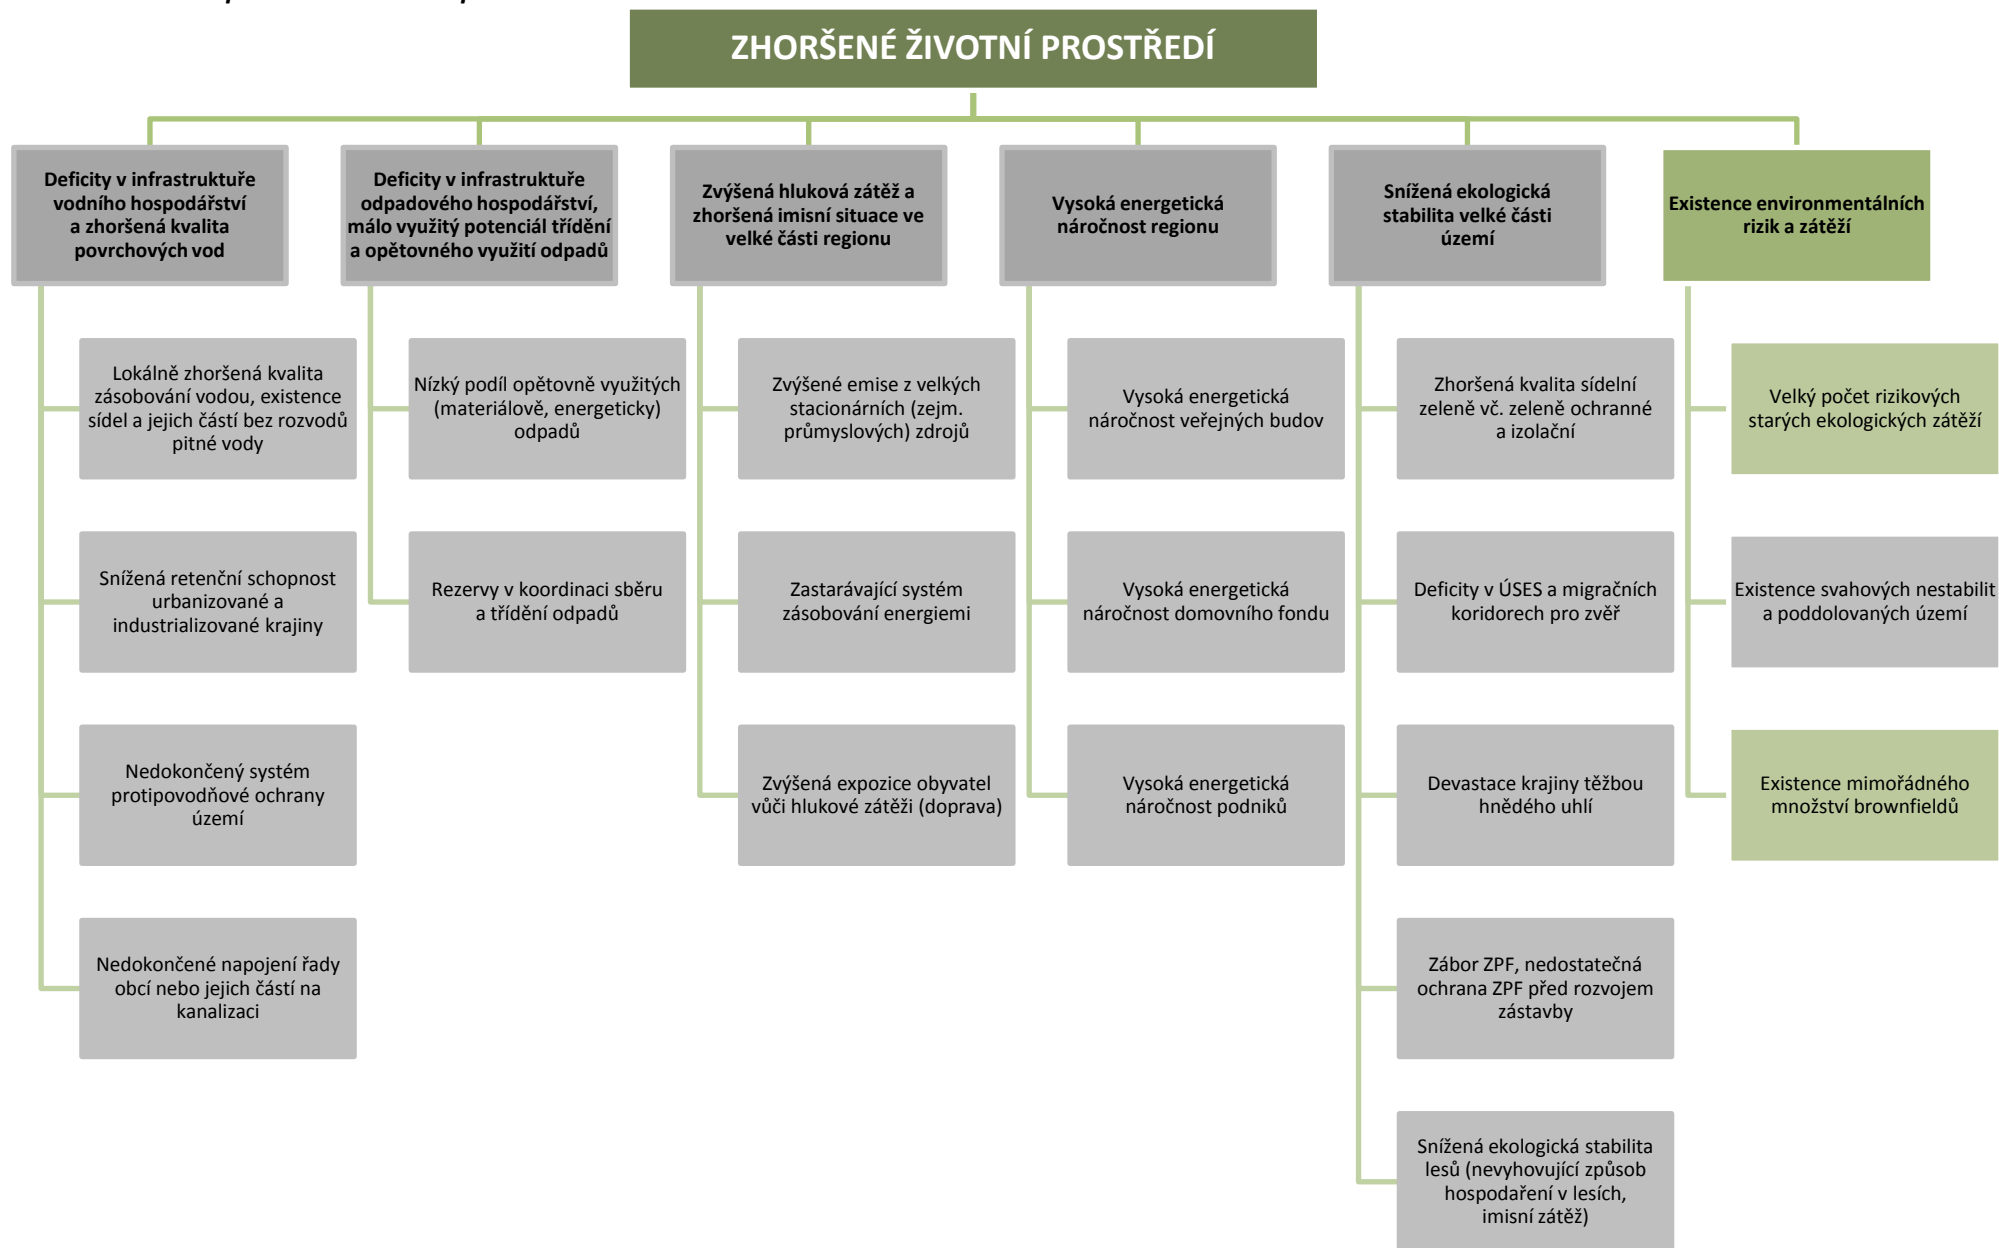 ZHORŠENÉ ŽIVOTNÍ PROSTŘEDÍ
Deficity v infrastruktuře
vodního hospodářství
a zhoršená kvalita
povrchových vod
Lokálně zhoršená kvalita
zásobování vodou, existence
sídel a jejich částí bez rozvodů
pitné vody
Snížená retenční schopnost
urbanizované a
industrializované krajiny
Nedokončený systém
protipovodňové ochrany
území
Nedokončené napojení řady
obcí nebo jejich částí na
kanalizaci
Deficity v infrastruktuře
odpadového hospodářství,
málo využitý potenciál třídění
a opětovného využití odpadů
Nízký podíl opětovně využitých
(materiálově, energeticky)
odpadů
Rezervy v koordinaci sběru
a třídění odpadů
Zvýšená hluková zátěž a
zhoršená imisní situace ve
velké části regionu
Zvýšené emise z velkých
stacionárních (zejm.
průmyslových) zdrojů
Zastarávající systém
zásobování energiemi
Zvýšená expozice obyvatel
vůči hlukové zátěži (doprava)
Vysoká energetická
náročnost regionu
Vysoká energetická
náročnost veřejných budov
Vysoká energetická
náročnost domovního fondu
Vysoká energetická
náročnost podniků
Snížená ekologická
stabilita velké části
území
Zhoršená kvalita sídelní
zeleně vč. zeleně ochranné
a izolační
Deficity v ÚSES a migračních
koridorech pro zvěř
Devastace krajiny těžbou
hnědého uhlí
Zábor ZPF, nedostatečná
ochrana ZPF před rozvojem
zástavby
Snížená ekologická stabilita
lesů (nevyhovující způsob
hospodaření v lesích,
imisní zátěž)
Existence environmentálních
rizik a zátěží
Velký počet rizikových
starých ekologických zátěží
Existence svahových nestabilit
a poddolovaných území
Existence mimořádného
množství brownfieldů